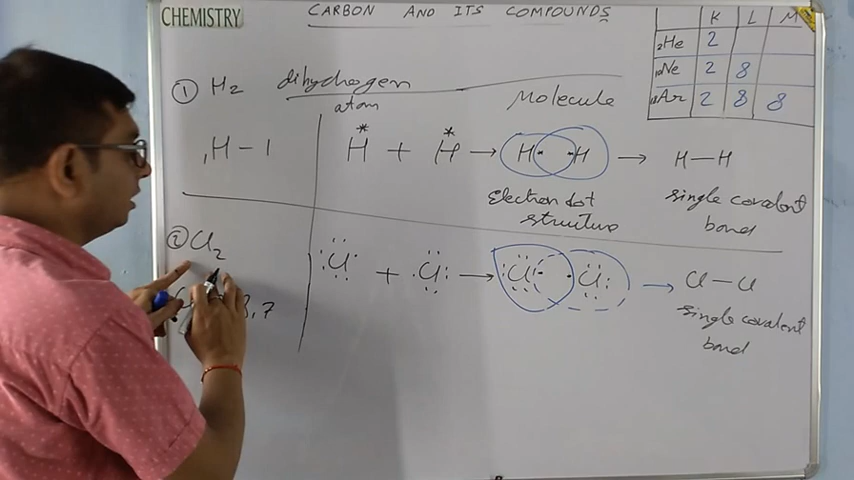 CHEMISTRY
CARBON AND ITS COMPOUNDS
K L M
₂He 2
₁₀Ne 2 8
₁₈Ar 2 8 8
① H₂ dihydrogen
atom Molecule
₁H – 1 H + H → H · · H → H — H
Electron dot structure
single covalent bond
② Cl₂
8, 7
Cl + Cl → Cl Cl → Cl — Cl
single covalent bond